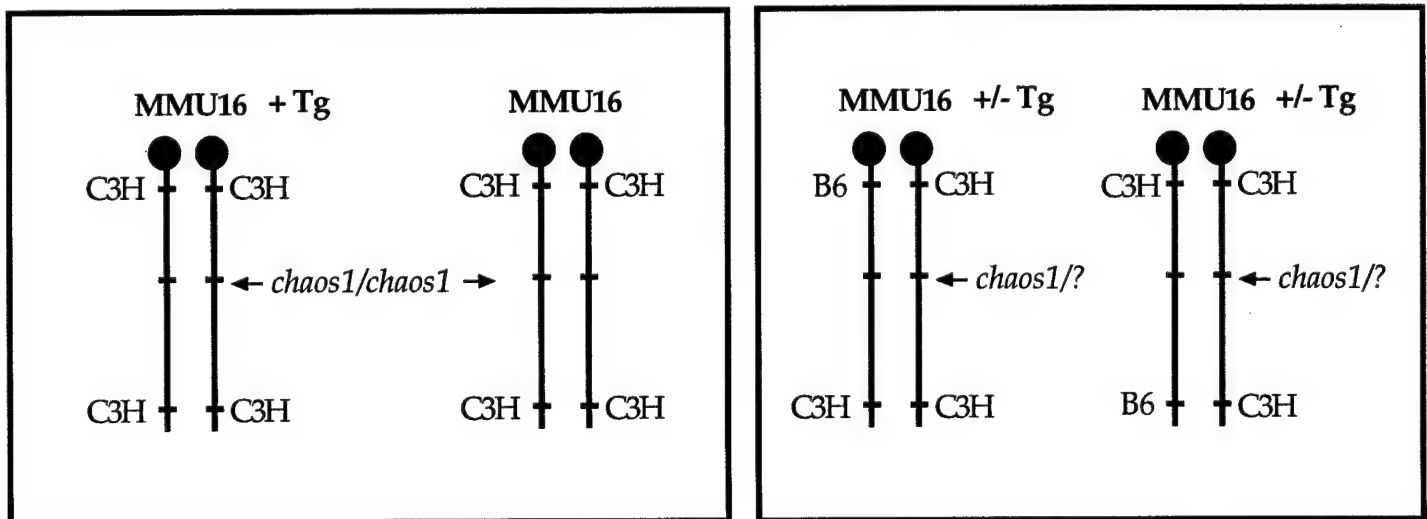 MMU16 + Tg MMU16
C3H C3H C3H C3H
← chaos1/chaos1 →
C3H C3H C3H C3H
MMU16 +/- Tg MMU16 +/- Tg
B6 C3H C3H C3H
← chaos1/? ← chaos1/?
C3H C3H B6 C3H